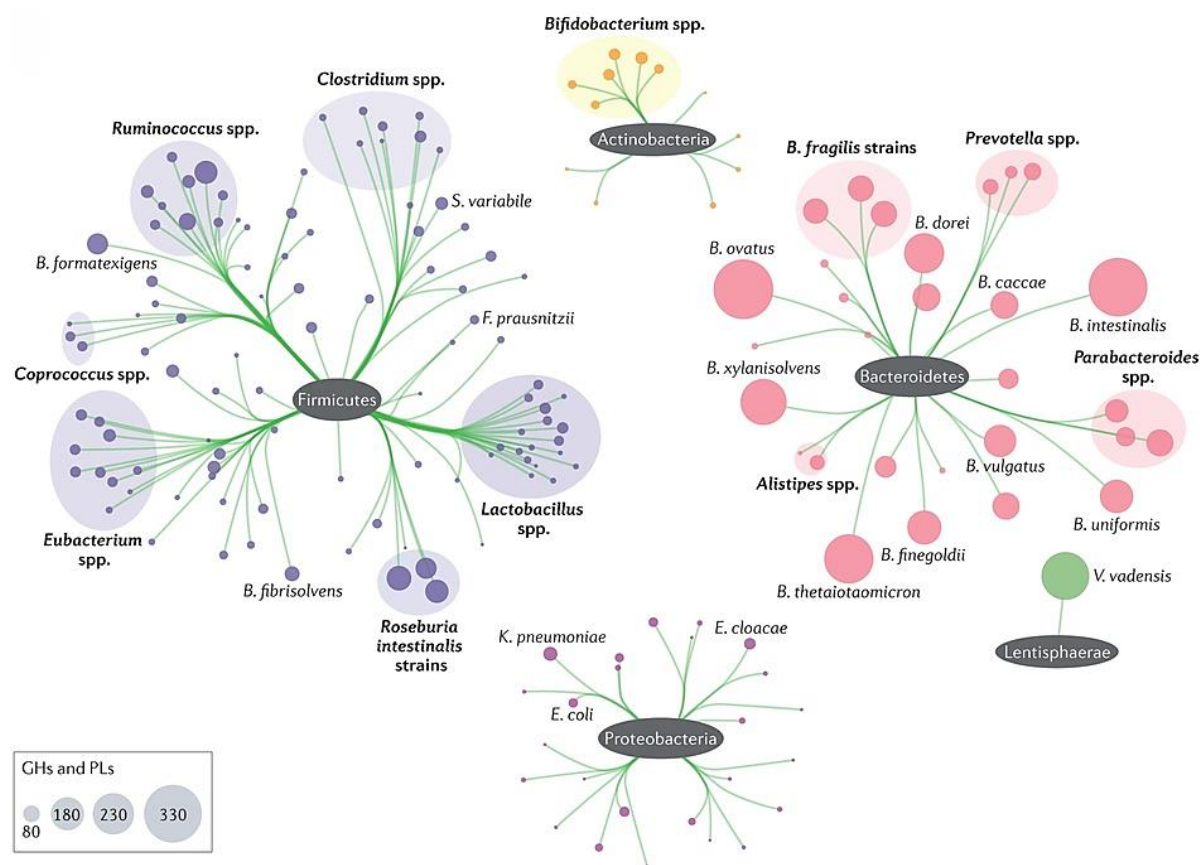 Bifidobacterium spp.
Clostridium spp.
Ruminococcus spp.
Actinobacteria
B. fragilis strains
Prevotella spp.
S. variabile
B. dorei
B. ovatus
B. formatexigens
B. caccae
F. prausnitzii
B. intestinalis
Coprococcus spp.
Firmicutes
B. xylanisolvens
Bacteroidetes
Parabacteroides
spp.
B. vulgatus
Alistipes spp.
Lactobacillus
spp.
Eubacterium
spp.
B. uniformis
B. finegoldii
B. fibrisolvens
B. thetaiotaomicron
V. vadensis
Roseburia
intestinalis
strains
K. pneumoniae
E. cloacae
Lentisphaerae
E. coli
Proteobacteria
GHs and PLs
80
180
230
330